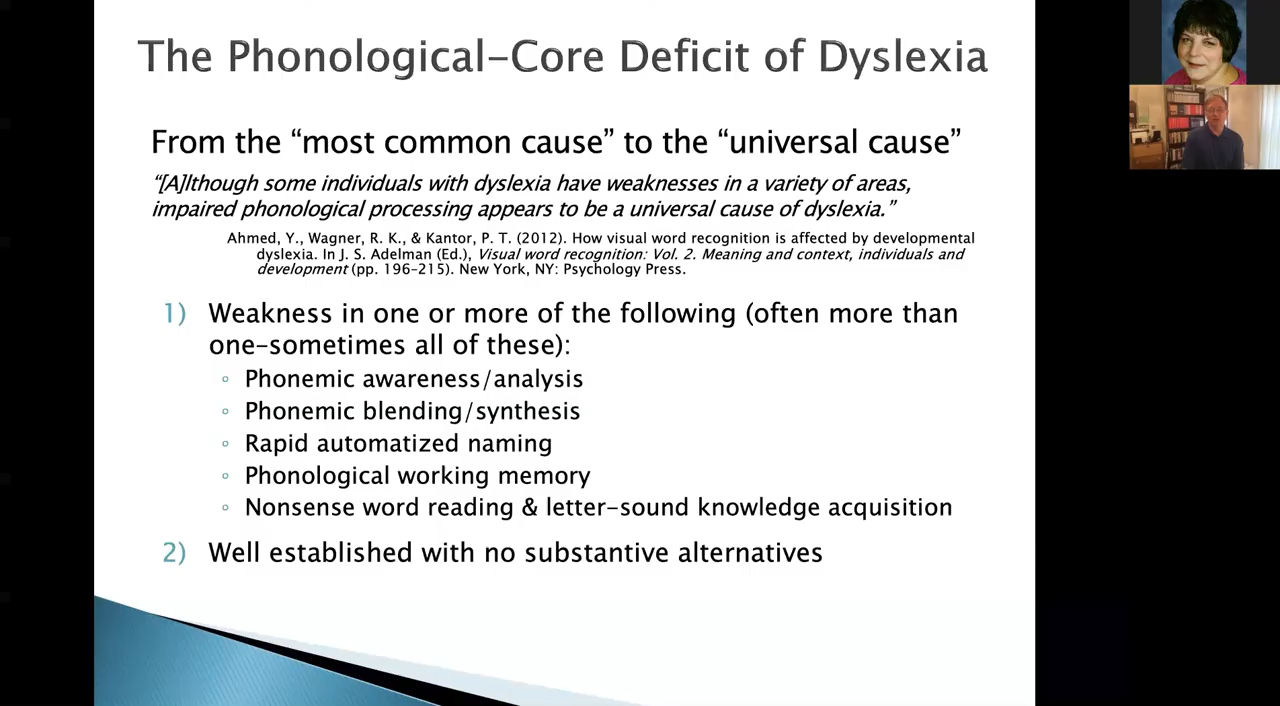 The Phonological-Core Deficit of Dyslexia
From the “most common cause” to the “universal cause”
“[A]lthough some individuals with dyslexia have weaknesses in a variety of areas,
impaired phonological processing appears to be a universal cause of dyslexia.”
Ahmed, Y., Wagner, R. K., & Kantor, P. T. (2012). How visual word recognition is affected by developmental
dyslexia. In J. S. Adelman (Ed.), Visual word recognition: Vol. 2. Meaning and context, individuals and
development (pp. 196-215). New York, NY: Psychology Press.
1) Weakness in one or more of the following (often more than
one-sometimes all of these):
◦ Phonemic awareness/analysis
◦ Phonemic blending/synthesis
◦ Rapid automatized naming
◦ Phonological working memory
◦ Nonsense word reading & letter-sound knowledge acquisition
2) Well established with no substantive alternatives